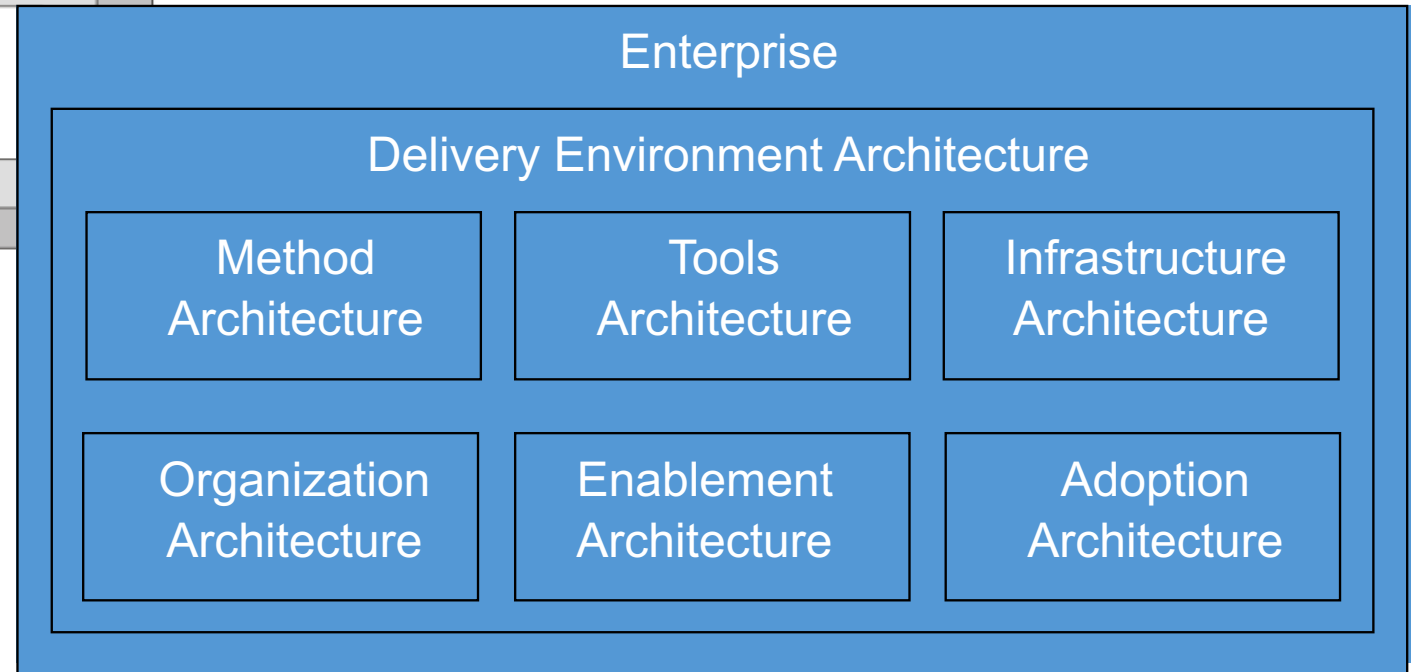 Enterprise
Delivery Environment Architecture
Method
Architecture
Tools
Architecture
Infrastructure
Architecture
Organization
Architecture
Enablement
Architecture
Adoption
Architecture